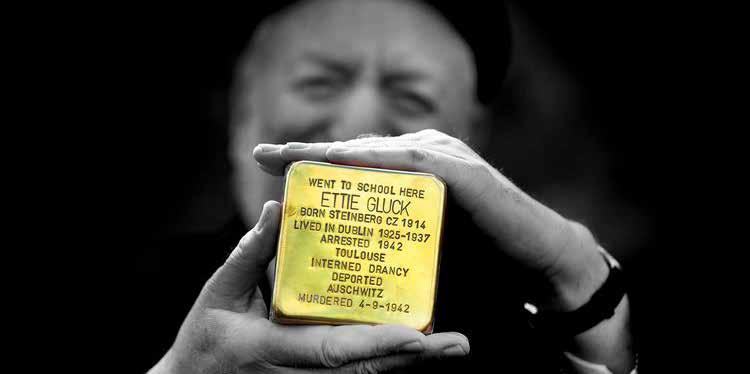 WENT TO SCHOOL HERE
ETTIE GLUCK
BORN STEINBERG CZ 1914
LIVED IN DUBLIN 1925-1937
ARRESTED 1942
TOULOUSE
INTERNED DRANCY
DEPORTED
AUSCHWITZ
MURDERED 4-9-1942